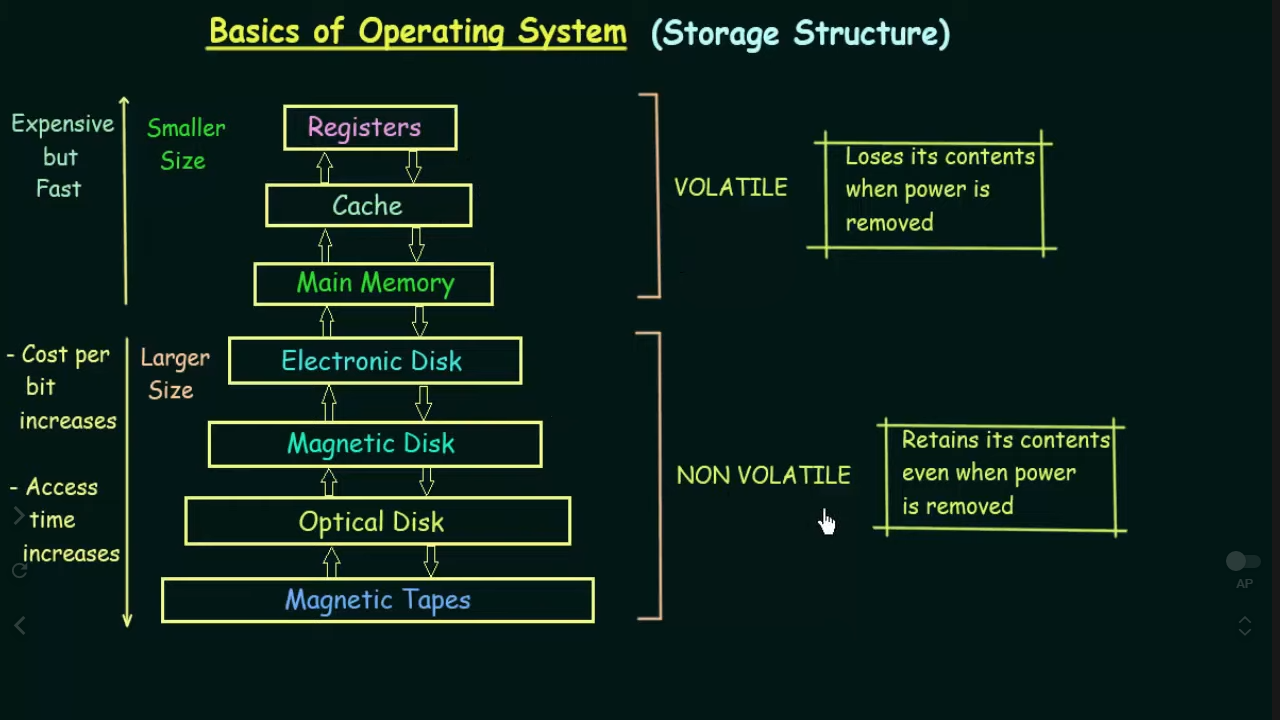 Basics of Operating System (Storage Structure)
Expensive
but
Fast
Smaller
Size
Registers
Cache
Main Memory
VOLATILE
Loses its contents
when power is
removed
- Cost per
bit
increases
- Access
time
increases
Larger
Size
Electronic Disk
Magnetic Disk
Optical Disk
Magnetic Tapes
NON VOLATILE
Retains its contents
even when power
is removed
AP